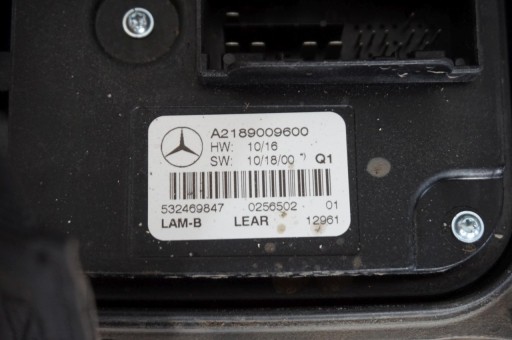 A2189009600
HW: 10/16
SW: 10/18/00 *) Q1
532469847 0256502 01
LAM-B LEAR 12961